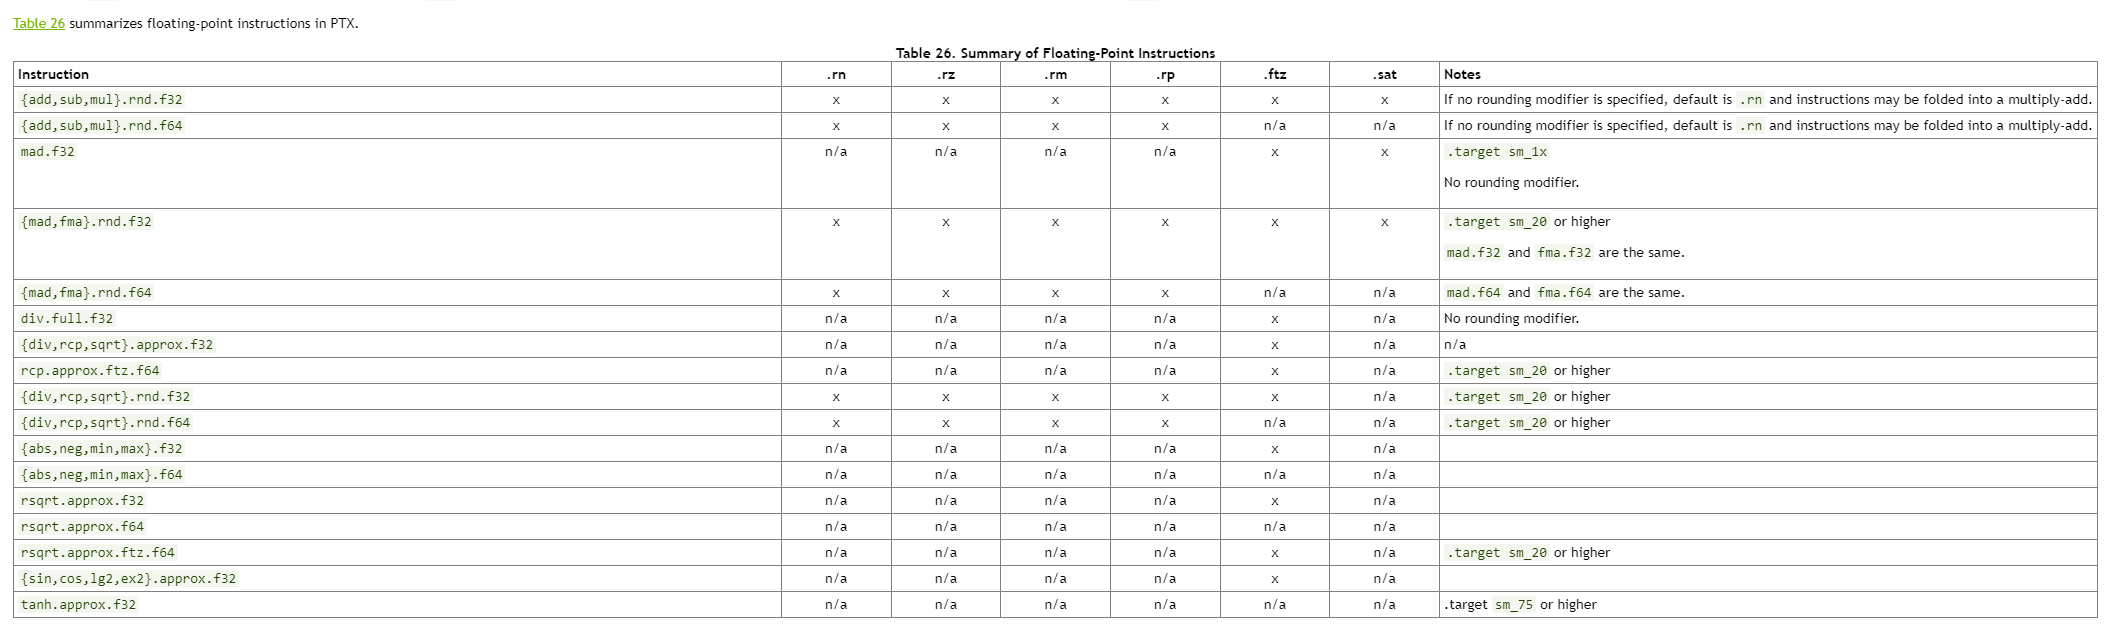 Table 26 summarizes floating-point instructions in PTX.
Table 26. Summary of Floating-Point Instructions
Instruction .rn .rz .rm .rp .ftz .sat Notes
{add,sub,mul}.rnd.f32 x x x x x x If no rounding modifier is specified, default is .rn and instructions may be folded into a multiply-add.
{add,sub,mul}.rnd.f64 x x x x n/a n/a If no rounding modifier is specified, default is .rn and instructions may be folded into a multiply-add.
mad.f32 n/a n/a n/a n/a x x .target sm_1x
No rounding modifier.
{mad,fma}.rnd.f32 x x x x x x .target sm_20 or higher
mad.f32 and fma.f32 are the same.
{mad,fma}.rnd.f64 x x x x n/a n/a mad.f64 and fma.f64 are the same.
div.full.f32 n/a n/a n/a n/a x n/a No rounding modifier.
{div,rcp,sqrt}.approx.f32 n/a n/a n/a n/a x n/a n/a
rcp.approx.ftz.f64 n/a n/a n/a n/a x n/a .target sm_20 or higher
{div,rcp,sqrt}.rnd.f32 x x x x x n/a .target sm_20 or higher
{div,rcp,sqrt}.rnd.f64 x x x x n/a n/a .target sm_20 or higher
{abs,neg,min,max}.f32 n/a n/a n/a n/a x n/a
{abs,neg,min,max}.f64 n/a n/a n/a n/a n/a n/a
rsqrt.approx.f32 n/a n/a n/a n/a x n/a
rsqrt.approx.f64 n/a n/a n/a n/a n/a n/a
rsqrt.approx.ftz.f64 n/a n/a n/a n/a x n/a .target sm_20 or higher
{sin,cos,lg2,ex2}.approx.f32 n/a n/a n/a n/a x n/a
tanh.approx.f32 n/a n/a n/a n/a n/a n/a .target sm_75 or higher